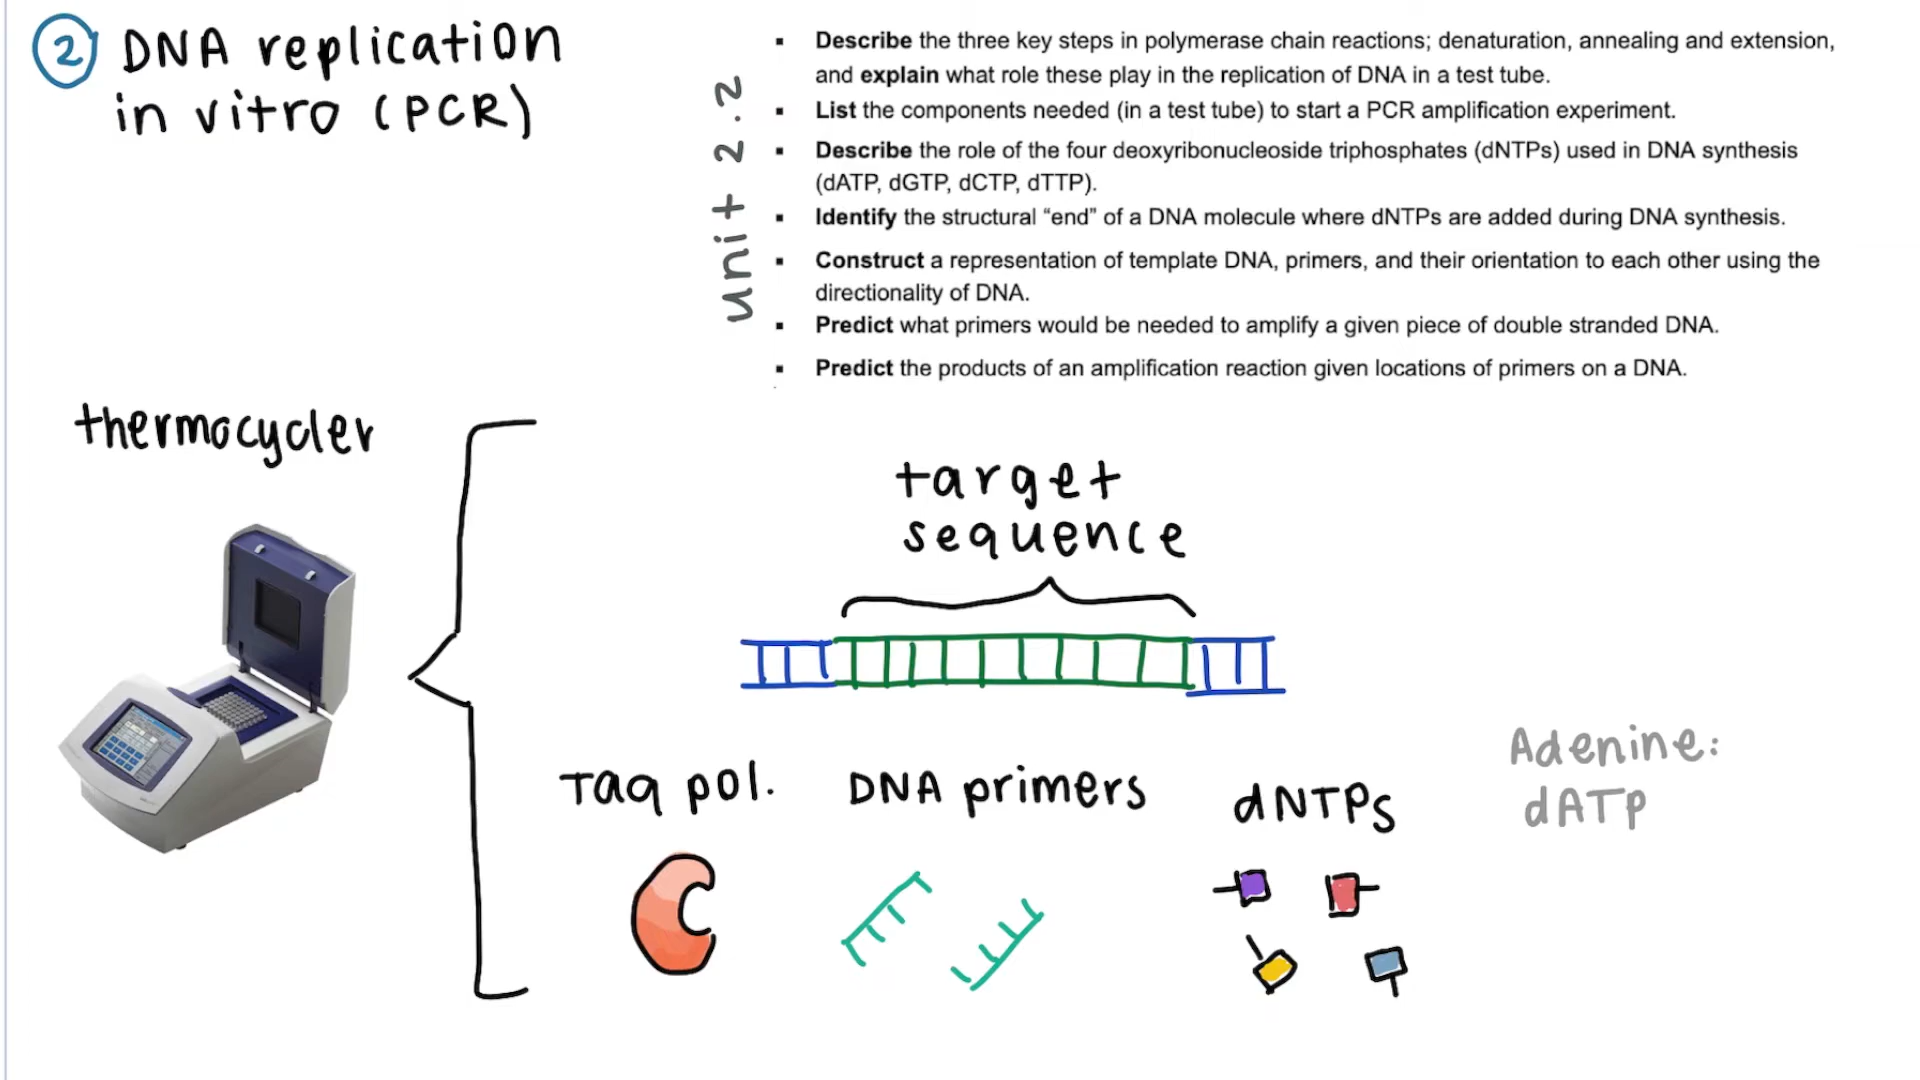 2 DNA replication
in vitro (PCR)
unit 2.2
▪ Describe the three key steps in polymerase chain reactions; denaturation, annealing and extension,
and explain what role these play in the replication of DNA in a test tube.
▪ List the components needed (in a test tube) to start a PCR amplification experiment.
▪ Describe the role of the four deoxyribonucleoside triphosphates (dNTPs) used in DNA synthesis
(dATP, dGTP, dCTP, dTTP).
▪ Identify the structural “end” of a DNA molecule where dNTPs are added during DNA synthesis.
▪ Construct a representation of template DNA, primers, and their orientation to each other using the
directionality of DNA.
▪ Predict what primers would be needed to amplify a given piece of double stranded DNA.
▪ Predict the products of an amplification reaction given locations of primers on a DNA.
thermocycler
target
sequence
Taq pol.
DNA primers
dNTPs
Adenine:
dATP